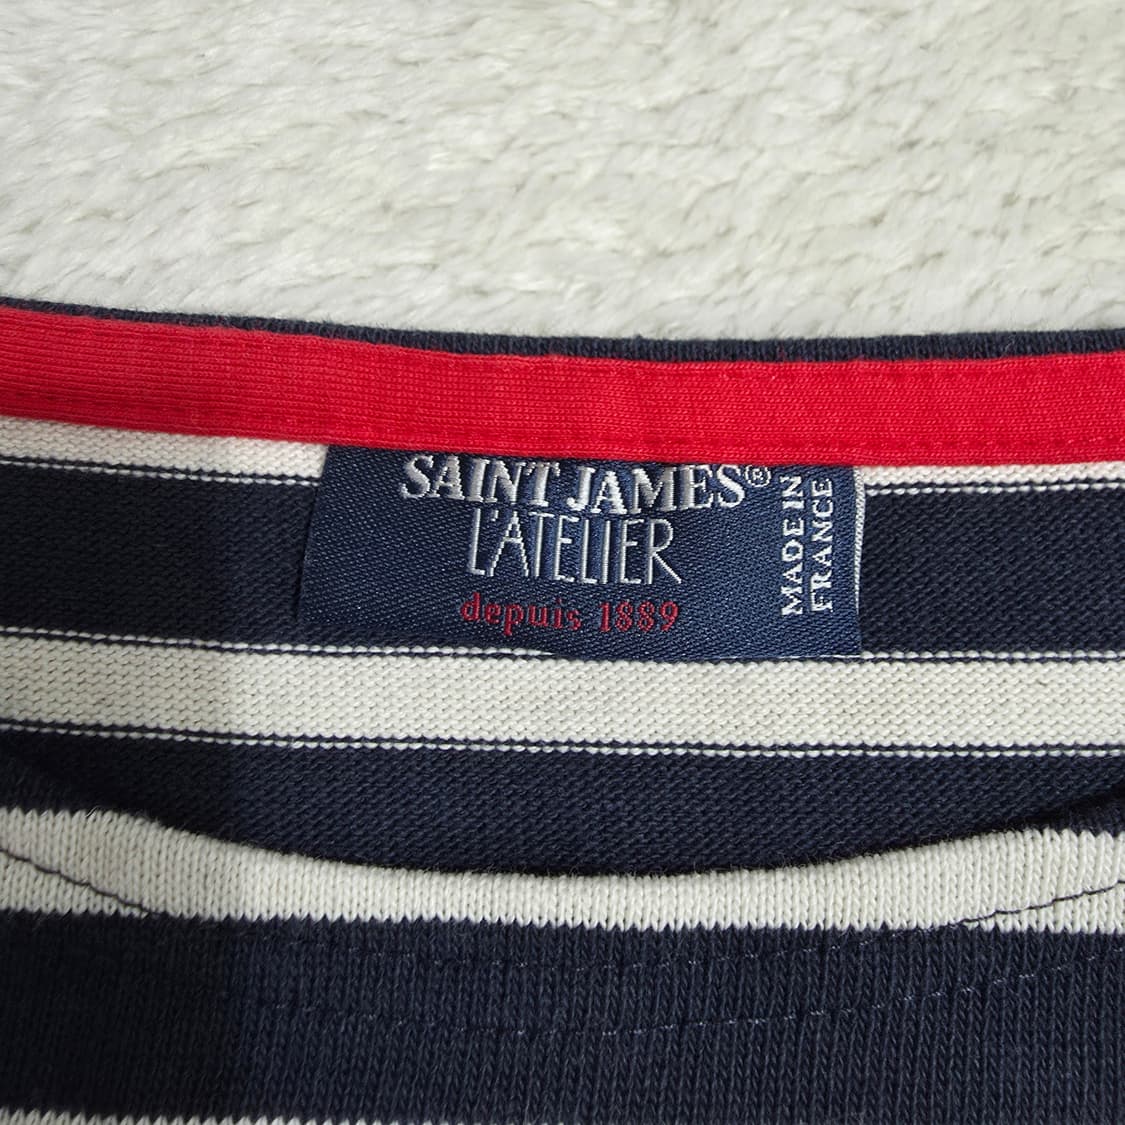 SAINT JAMES®
L'ATELIER
depuis 1889
MADE IN
FRANCE